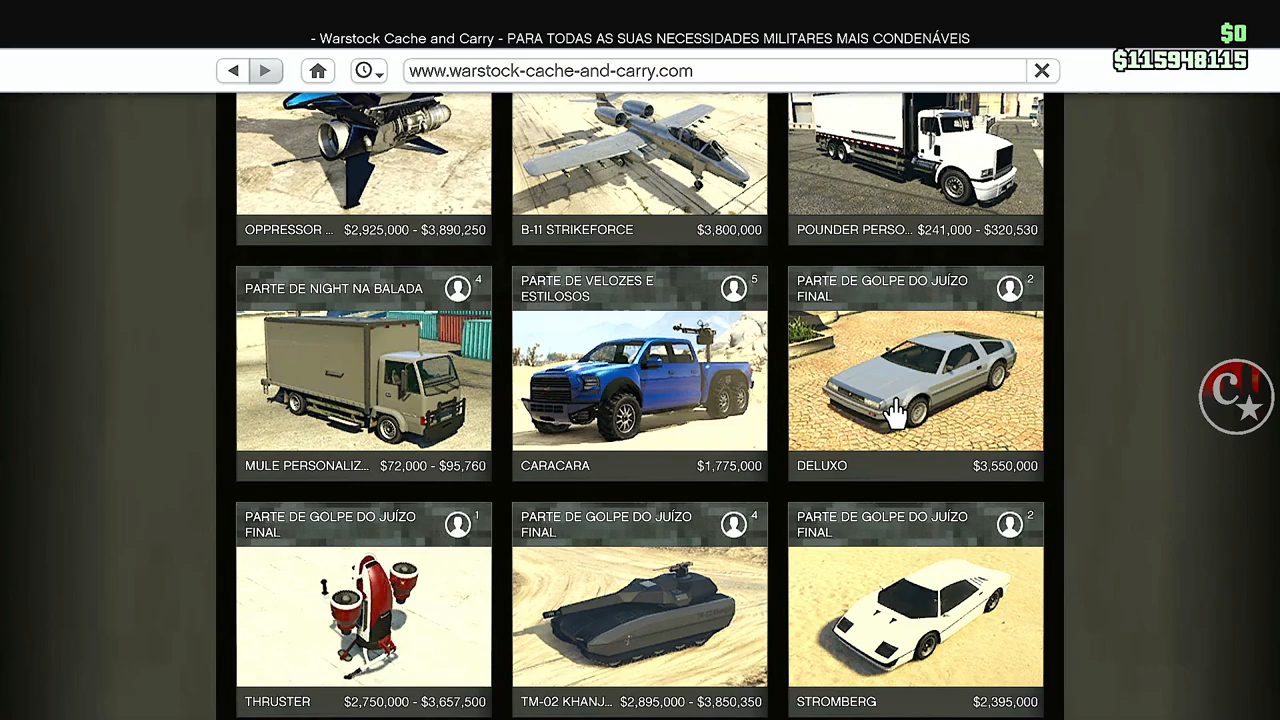 - Warstock Cache and Carry - PARA TODAS AS SUAS NECESSIDADES MILITARES MAIS CONDENÁVEIS
$0
www.warstock-cache-and-carry.com
$115948115
OPPRESSOR ... $2,925,000 - $3,890,250
B-11 STRIKEFORCE $3,800,000
POUNDER PERSO... $241,000 - $320,530
PARTE DE NIGHT NA BALADA 4
PARTE DE VELOZES E
ESTILOSOS 5
PARTE DE GOLPE DO JUÍZO
FINAL 2
MULE PERSONALIZ... $72,000 - $95,760
CARACARA $1,775,000
DELUXO $3,550,000
PARTE DE GOLPE DO JUÍZO
FINAL 1
PARTE DE GOLPE DO JUÍZO
FINAL 4
PARTE DE GOLPE DO JUÍZO
FINAL 2
THRUSTER $2,750,000 - $3,657,500
TM-02 KHANJ... $2,895,000 - $3,850,350
STROMBERG $2,395,000
C